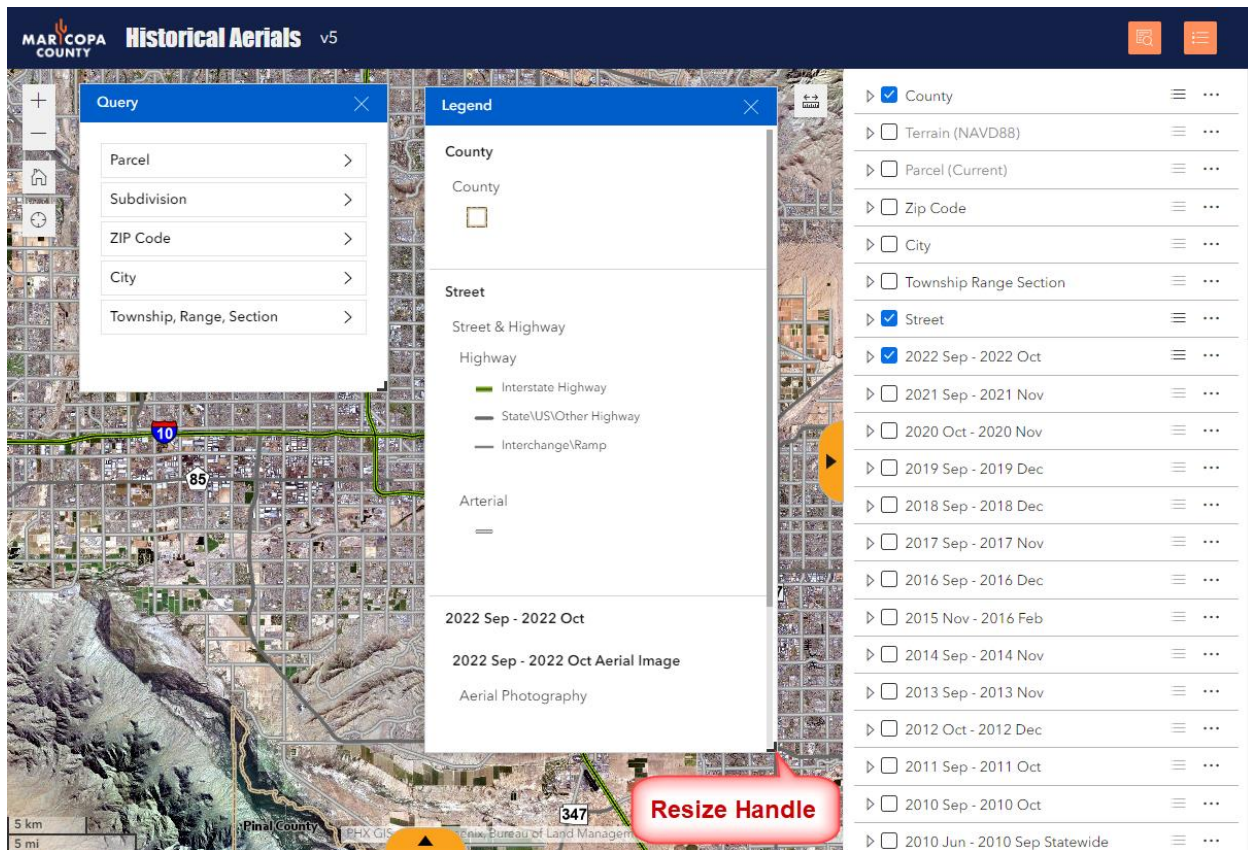 MARICOPA COUNTY
Historical Aerials v5
Query
Parcel
Subdivision
ZIP Code
City
Township, Range, Section
Legend
County
County
Street
Street & Highway
Highway
Interstate Highway
State\US\Other Highway
Interchange\Ramp
Arterial
2022 Sep - 2022 Oct
2022 Sep - 2022 Oct Aerial Image
Aerial Photography
10
85
347
Pinal County
5 km
5 mi
PHX GIS
Bureau of Land
Resize Handle
County
Terrain (NAVD88)
Parcel (Current)
Zip Code
City
Township Range Section
Street
2022 Sep - 2022 Oct
2021 Sep - 2021 Nov
2020 Oct - 2020 Nov
2019 Sep - 2019 Dec
2018 Sep - 2018 Dec
2017 Sep - 2017 Nov
2016 Sep - 2016 Dec
2015 Nov - 2016 Feb
2014 Sep - 2014 Nov
2013 Sep - 2013 Nov
2012 Oct - 2012 Dec
2011 Sep - 2011 Oct
2010 Sep - 2010 Oct
2010 Jun - 2010 Sep Statewide